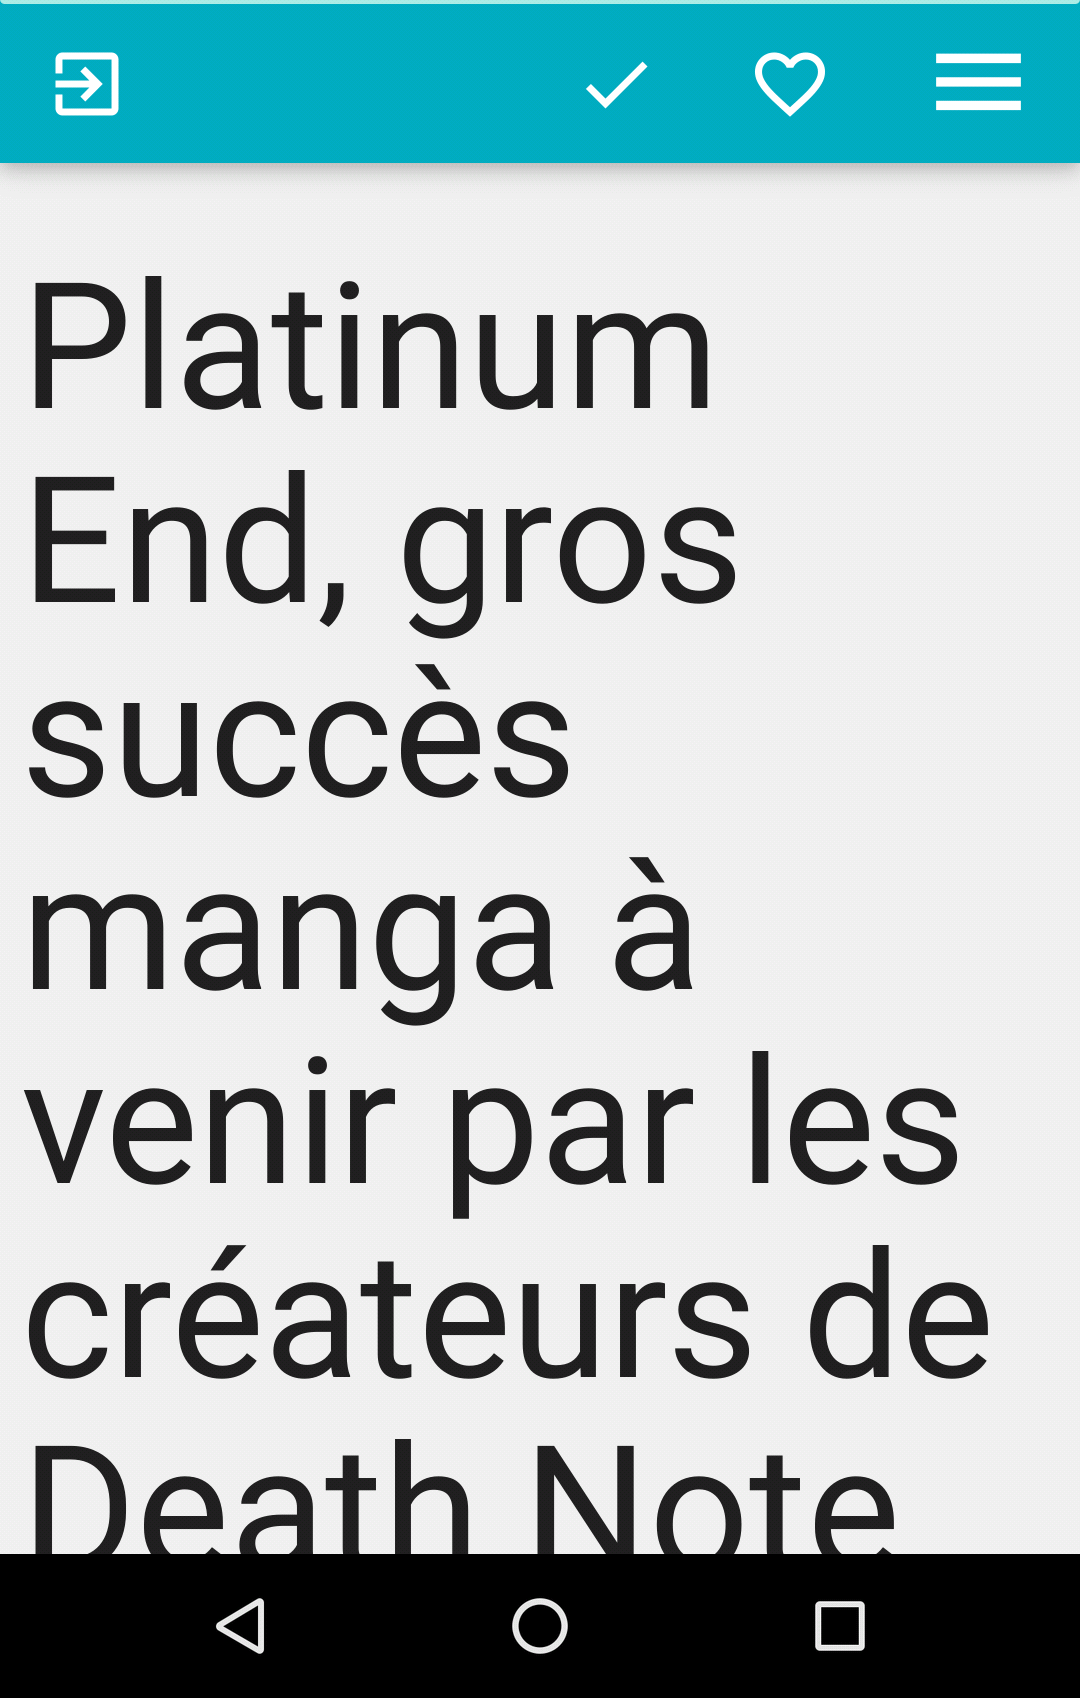 Platinum
End, gros
succès
manga à
venir par les
créateurs de
Death Note